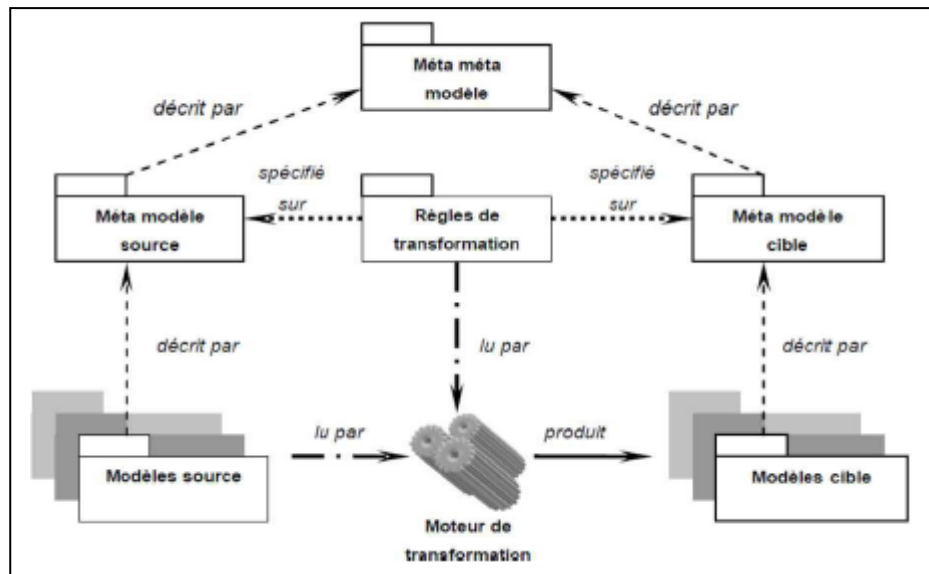 Méta méta
modèle
décrit par
décrit par
spécifié
sur
spécifié
sur
Méta modèle
source
Règles de
transformation
Méta modèle
cible
décrit par
lu par
décrit par
lu par
produit
Modèles source
Modèles cible
Moteur de
transformation